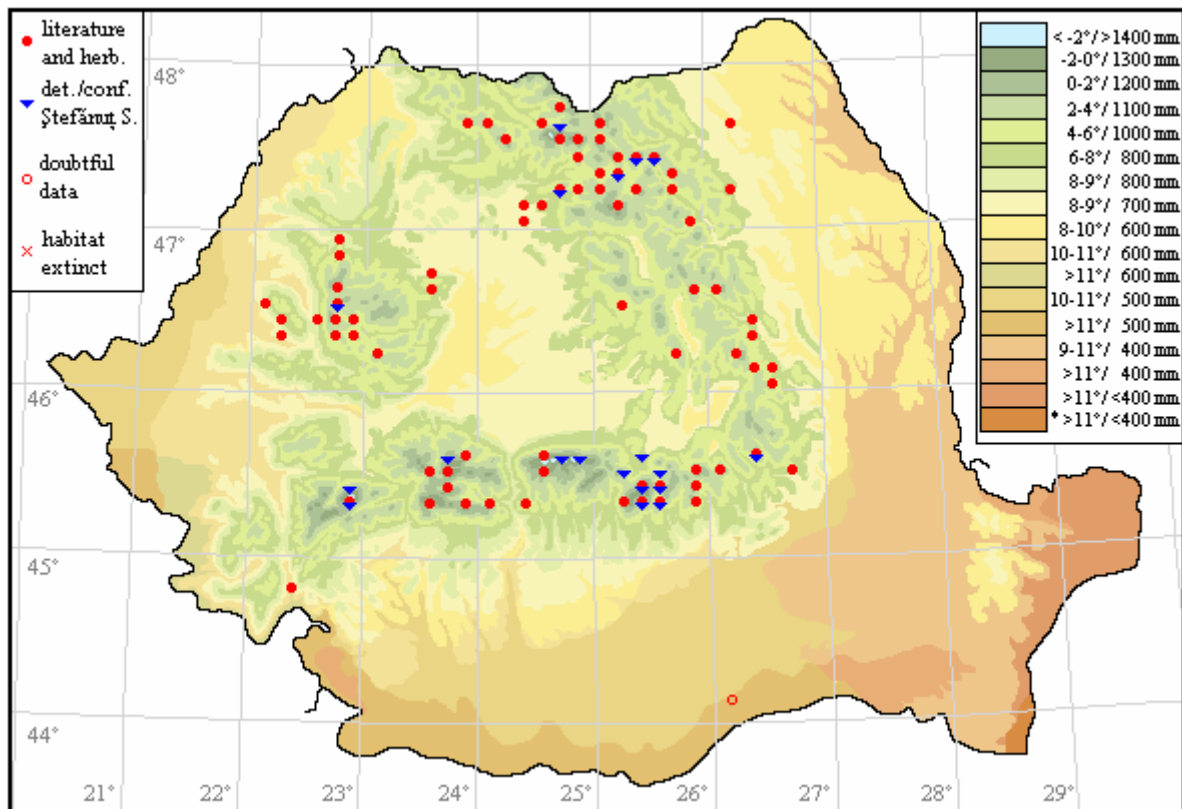 literature
and herb.
det./conf.
Ştefănuţ S.
doubtful
data
habitat
extinct
< -2°/>1400 mm
-2-0°/1300 mm
0-2°/1200 mm
2-4°/1100 mm
4-6°/1000 mm
6-8°/ 800 mm
8-9°/ 800 mm
8-9°/ 700 mm
8-10°/ 600 mm
10-11°/ 600 mm
>11°/ 600 mm
10-11°/ 500 mm
>11°/ 500 mm
9-11°/ 400 mm
>11°/ 400 mm
>11°/<400 mm
* >11°/<400 mm
48°
47°
46°
45°
44°
21°
22°
23°
24°
25°
26°
27°
28°
29°